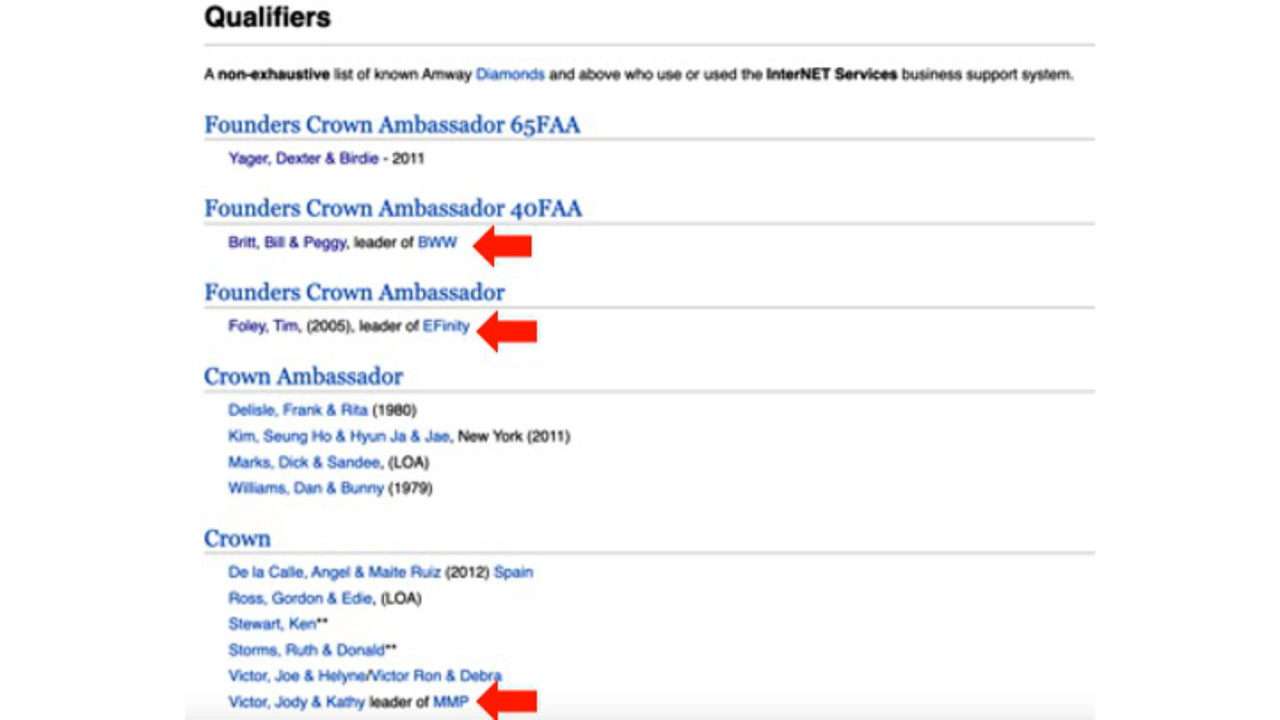 Qualifiers
A non-exhaustive list of known Amway Diamonds and above who use or used the InterNET Services business support system.
Founders Crown Ambassador 65FAA
Yager, Dexter & Birdie - 2011
Founders Crown Ambassador 40FAA
Britt, Bill & Peggy, leader of BWW
Founders Crown Ambassador
Foley, Tim, (2005), leader of EFinity
Crown Ambassador
Delisle, Frank & Rita (1980)
Kim, Seung Ho & Hyun Ja & Jae, New York (2011)
Marks, Dick & Sandee, (LOA)
Williams, Dan & Bunny (1979)
Crown
De la Calle, Angel & Maite Ruiz (2012) Spain
Ross, Gordon & Edie, (LOA)
Stewart, Ken**
Storms, Ruth & Donald**
Victor, Joe & Helyne/Victor Ron & Debra
Victor, Jody & Kathy leader of MMP